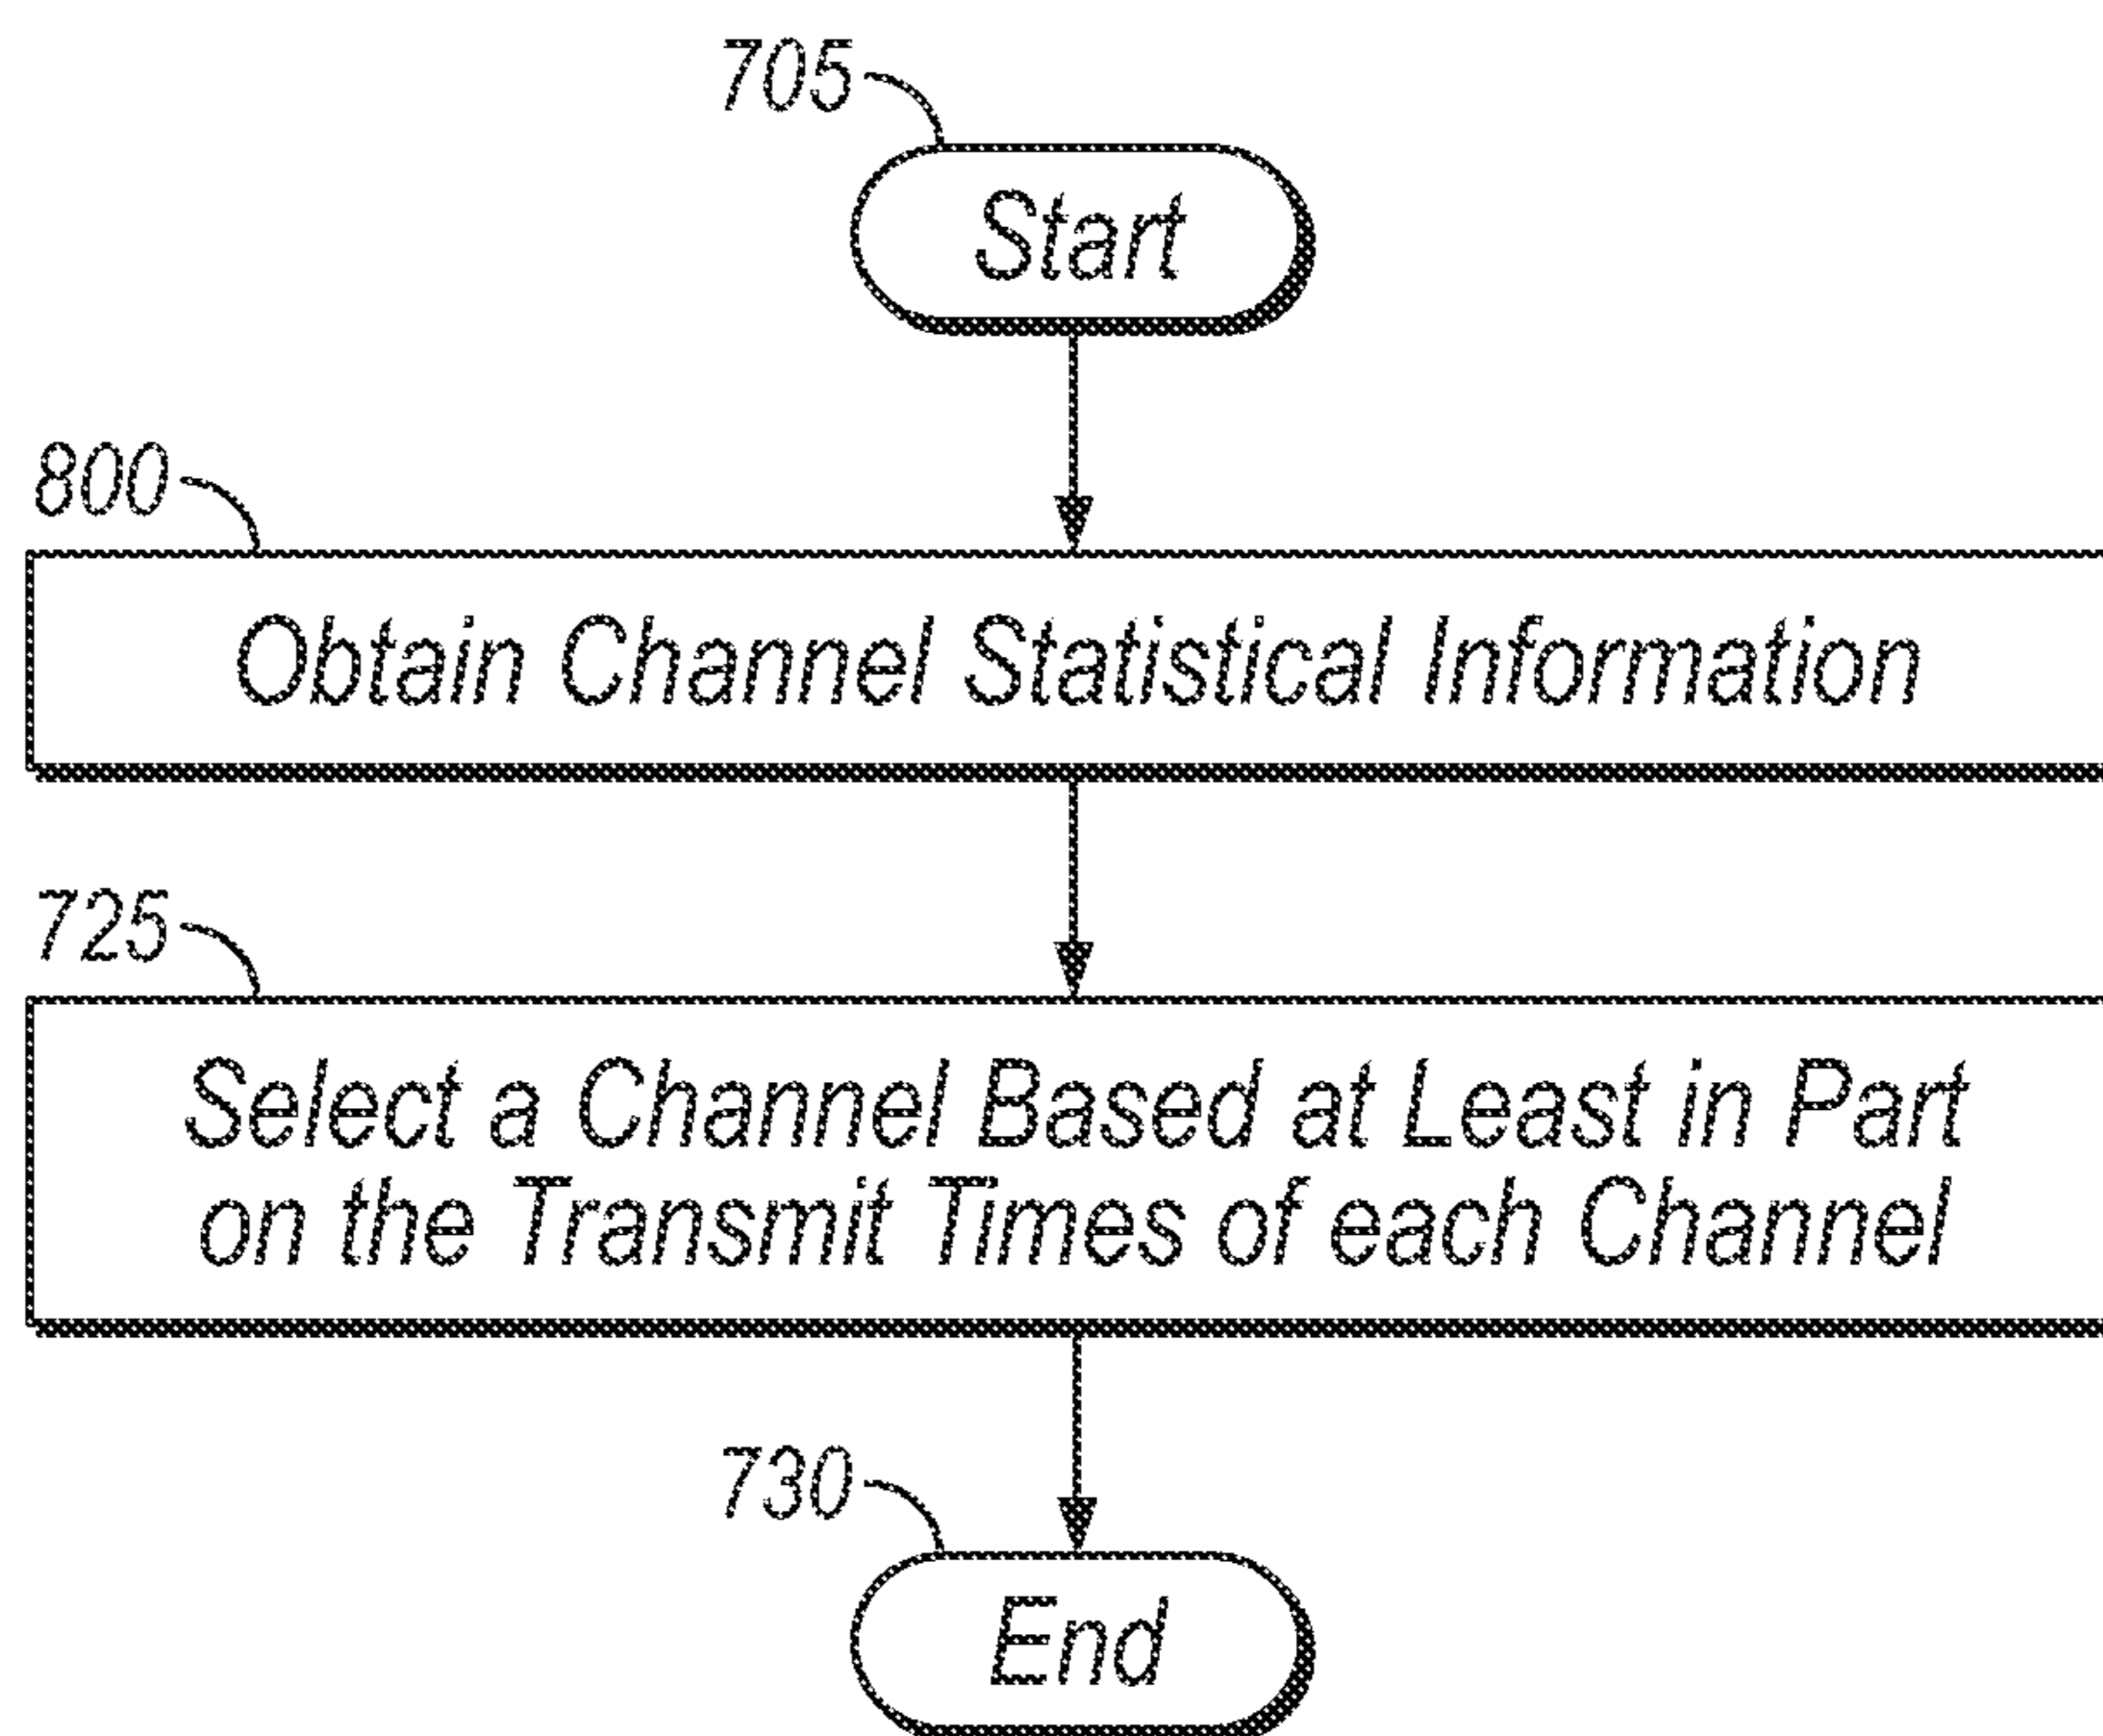 705
Start
800
Obtain Channel Statistical Information
725
Select a Channel Based at Least in Part
on the Transmit Times of each Channel
730
End